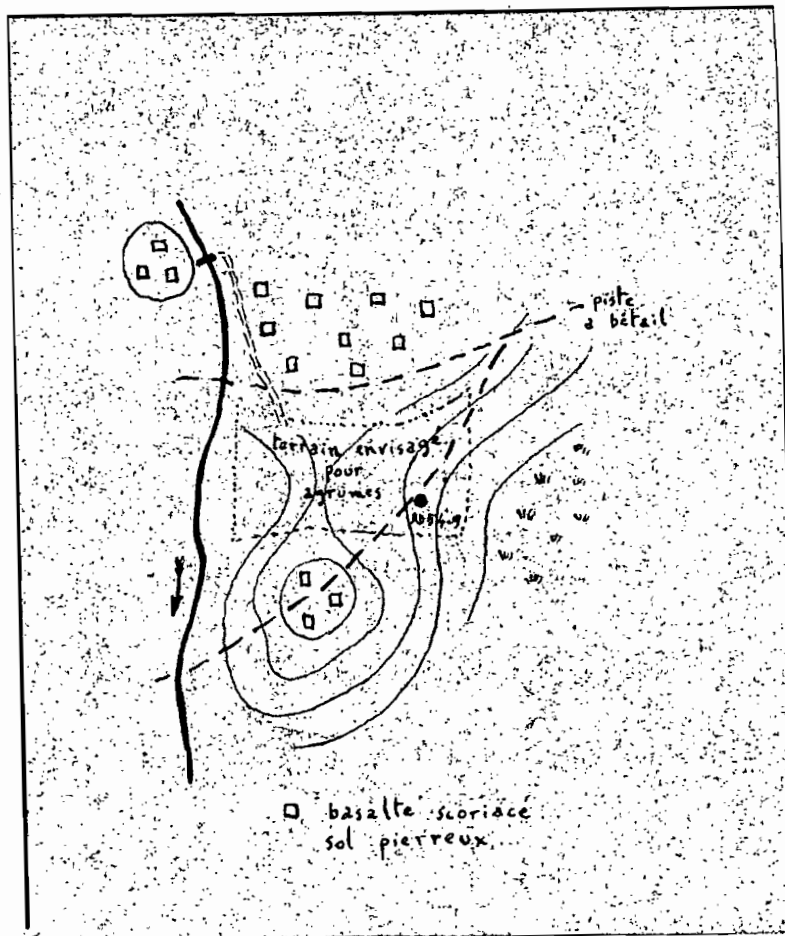 piste
à bétail
terrain envisagé
pour
agrumes
basalte scoriacé
sol pierreux